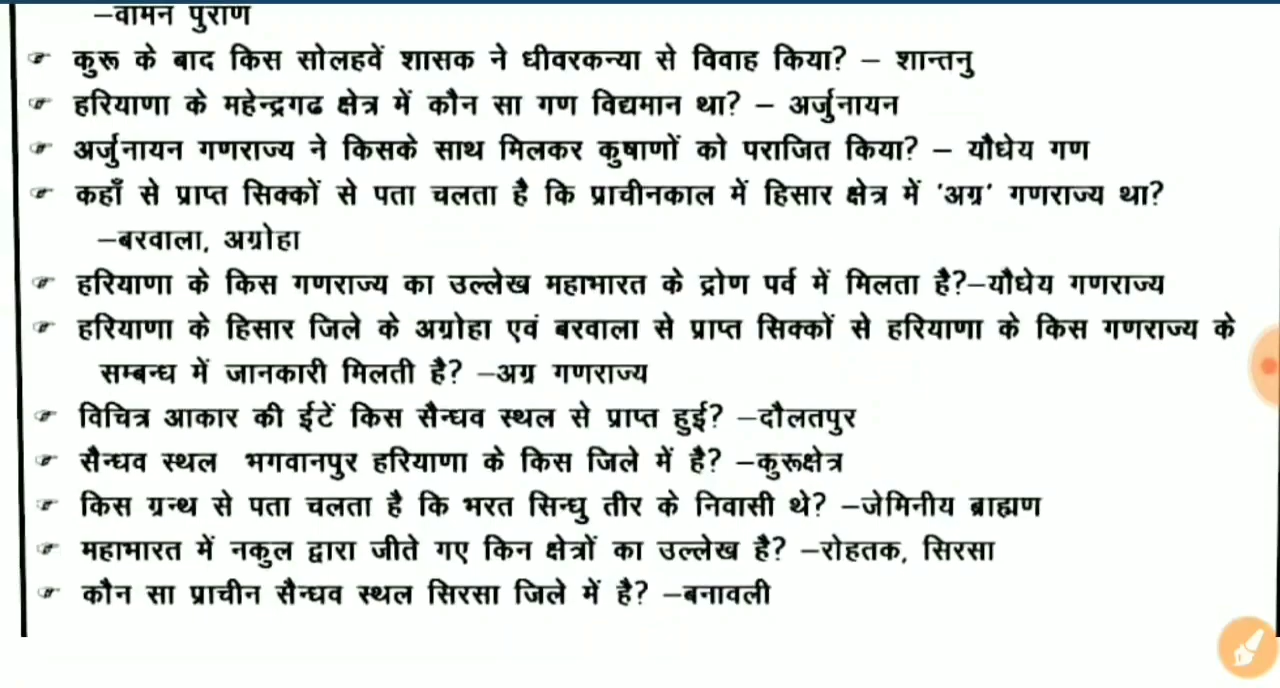 –वामन पुराण
☞ कुरू के बाद किस सोलहवें शासक ने धीवरकन्या से विवाह किया? – शान्तनु
☞ हरियाणा के महेन्द्रगढ क्षेत्र में कौन सा गण विद्यमान था? – अर्जुनायन
☞ अर्जुनायन गणराज्य ने किसके साथ मिलकर कुषाणों को पराजित किया? – यौधेय गण
☞ कहाँ से प्राप्त सिक्कों से पता चलता है कि प्राचीनकाल में हिसार क्षेत्र में 'अग्र' गणराज्य था?
–बरवाला, अग्रोहा
☞ हरियाणा के किस गणराज्य का उल्लेख महाभारत के द्रोण पर्व में मिलता है?–यौधेय गणराज्य
☞ हरियाणा के हिसार जिले के अग्रोहा एवं बरवाला से प्राप्त सिक्कों से हरियाणा के किस गणराज्य के
सम्बन्ध में जानकारी मिलती है? –अग्र गणराज्य
☞ विचित्र आकार की ईटें किस सैन्धव स्थल से प्राप्त हुई? –दौलतपुर
☞ सैन्धव स्थल भगवानपुर हरियाणा के किस जिले में है? –कुरूक्षेत्र
☞ किस ग्रन्थ से पता चलता है कि भरत सिन्धु तीर के निवासी थे? –जेमिनीय ब्राह्मण
☞ महाभारत में नकुल द्वारा जीते गए किन क्षेत्रों का उल्लेख है? –रोहतक, सिरसा
☞ कौन सा प्राचीन सैन्धव स्थल सिरसा जिले में है? –बनावली